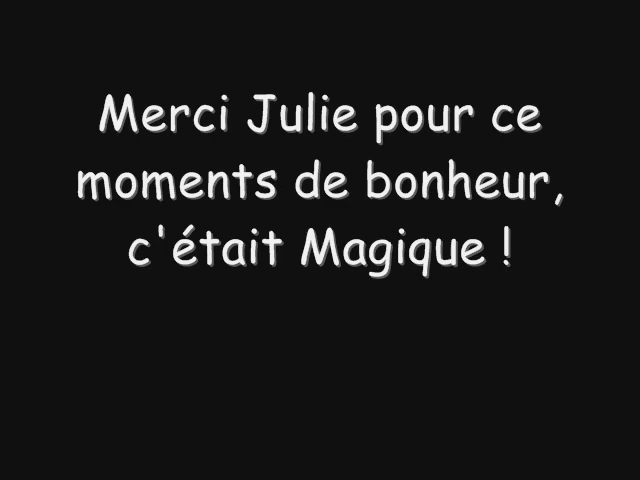 Merci Julie pour ce
moments de bonheur,
c'était Magique !